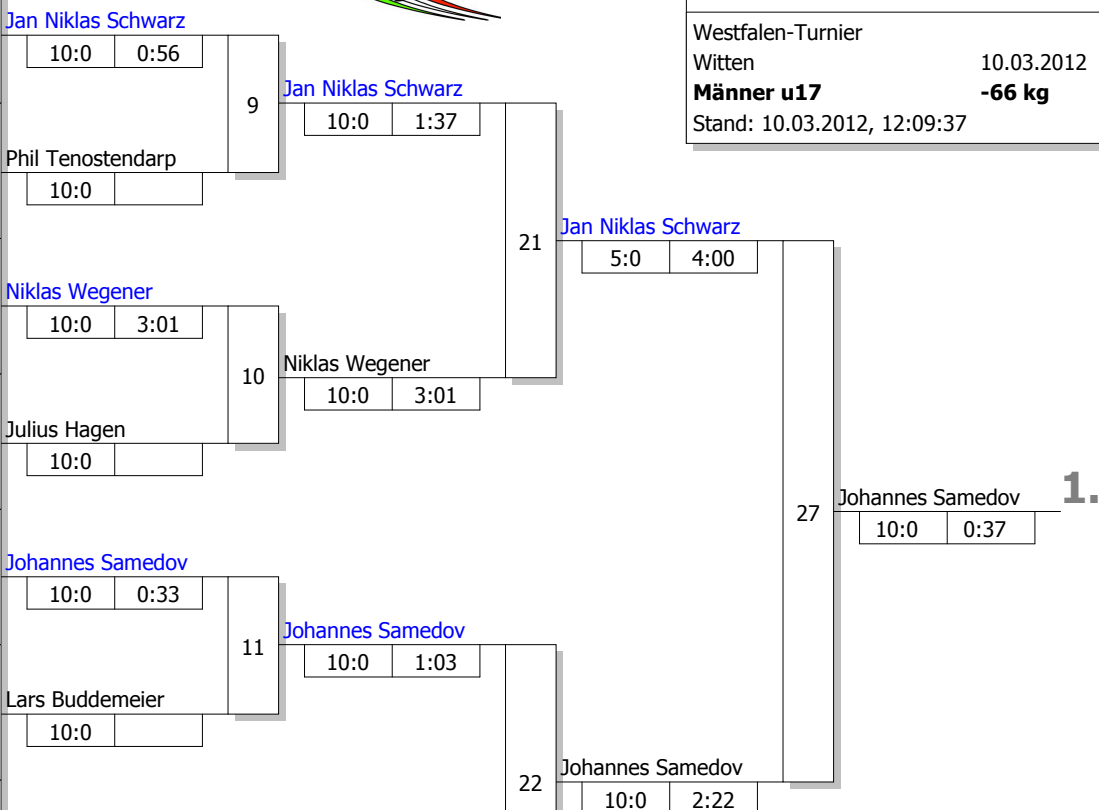 Westfalen-Turnier
Witten 10.03.2012
Männer u17 -66 kg
Stand: 10.03.2012, 12:09:37
Jan Niklas Schwarz
10:0 0:56
9
Jan Niklas Schwarz
10:0 1:37
Phil Tenostendarp
10:0
21
Jan Niklas Schwarz
5:0 4:00
Niklas Wegener
10:0 3:01
10
Niklas Wegener
10:0 3:01
Julius Hagen
10:0
27
Johannes Samedov 1.
10:0 0:37
Johannes Samedov
10:0 0:33
11
Johannes Samedov
10:0 1:03
Lars Buddemeier
10:0
22
Johannes Samedov
10:0 2:22